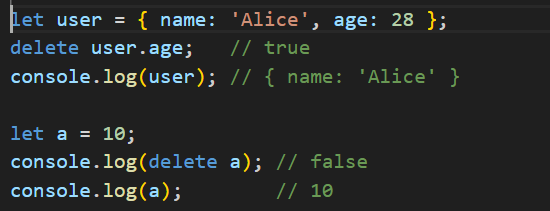 let user = { name: 'Alice', age: 28 };
delete user.age;   // true
console.log(user); // { name: 'Alice' }

let a = 10;
console.log(delete a); // false
console.log(a);        // 10